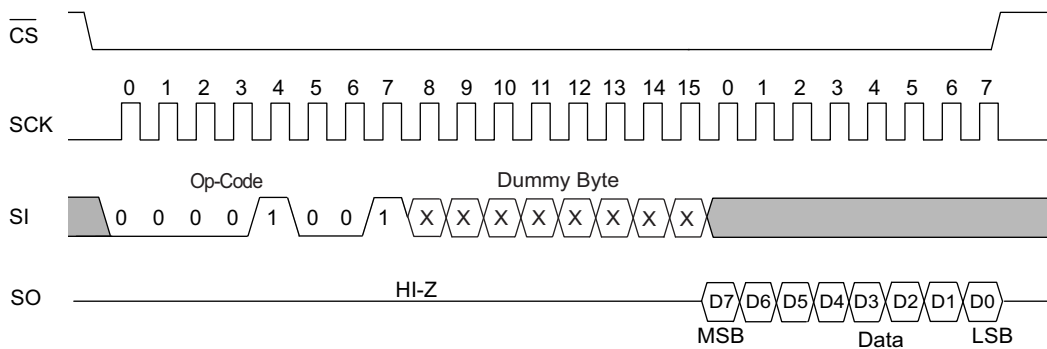 CS
0 1 2 3 4 5 6 7 8 9 10 11 12 13 14 15 0 1 2 3 4 5 6 7
SCK
Op-Code Dummy Byte
SI 0 0 0 0 1 0 0 1 X X X X X X X X
HI-Z
SO D7 D6 D5 D4 D3 D2 D1 D0
MSB Data LSB